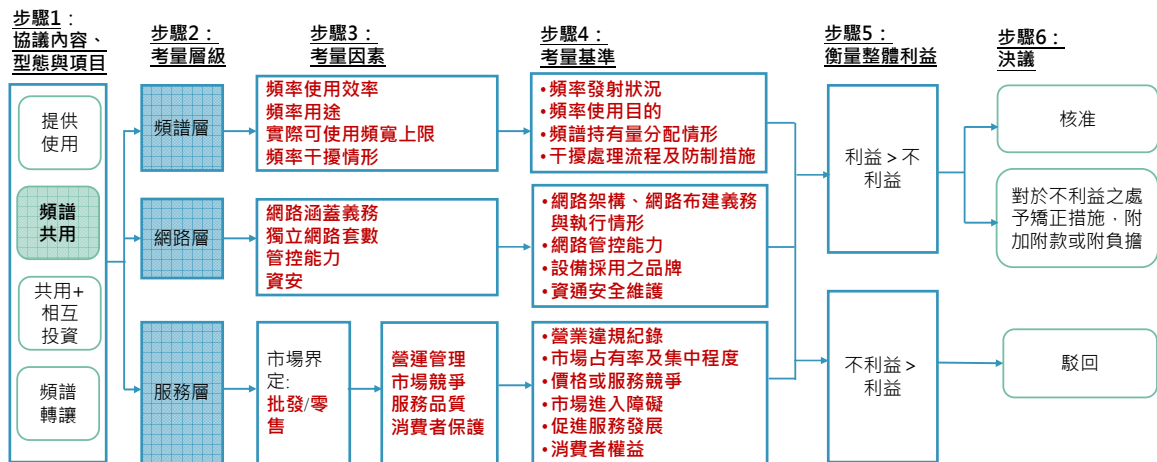 步驟1：
協議內容、
型態與項目
提供
使用
頻譜
共用
共用+
相互
投資
頻譜
轉讓
步驟2：
考量層級
頻譜層
網路層
服務層
步驟3：
考量因素
頻率使用效率
頻率用途
實際可使用頻寬上限
頻率干擾情形
網路涵蓋義務
獨立網路套數
管控能力
資安
市場界
定:
批發/零
售
營運管理
市場競爭
服務品質
消費者保護
步驟4：
考量基準
•頻率發射狀況
•頻率使用目的
•頻譜持有量分配情形
•干擾處理流程及防制措施
•網路架構、網路布建義務
與執行情形
•網路管控能力
•設備採用之品牌
•資通安全維護
•營業違規紀錄
•市場占有率及集中程度
•價格或服務競爭
•市場進入障礙
•促進服務發展
•消費者權益
步驟5：
衡量整體利益
利益 > 不
利益
不利益 >
利益
步驟6：
決議
核准
對於不利益之處
予矯正措施，附
加附款或附負擔
駁回